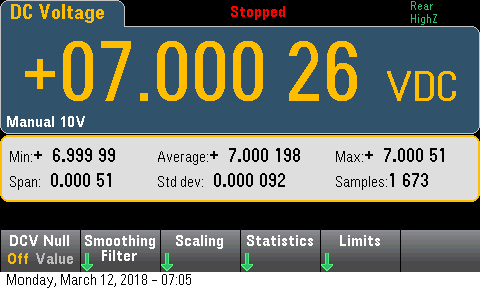 DC Voltage Stopped Rear
HighZ
+07.000 26 VDC
Manual 10V
Min:+ 6.999 99 Average:+ 7.000 198 Max:+ 7.000 51
Span: 0.000 51 Std dev: 0.000 092 Samples:1 673
DCV Null Smoothing Scaling Statistics Limits
Off Value Filter
Monday, March 12, 2018 - 07:05